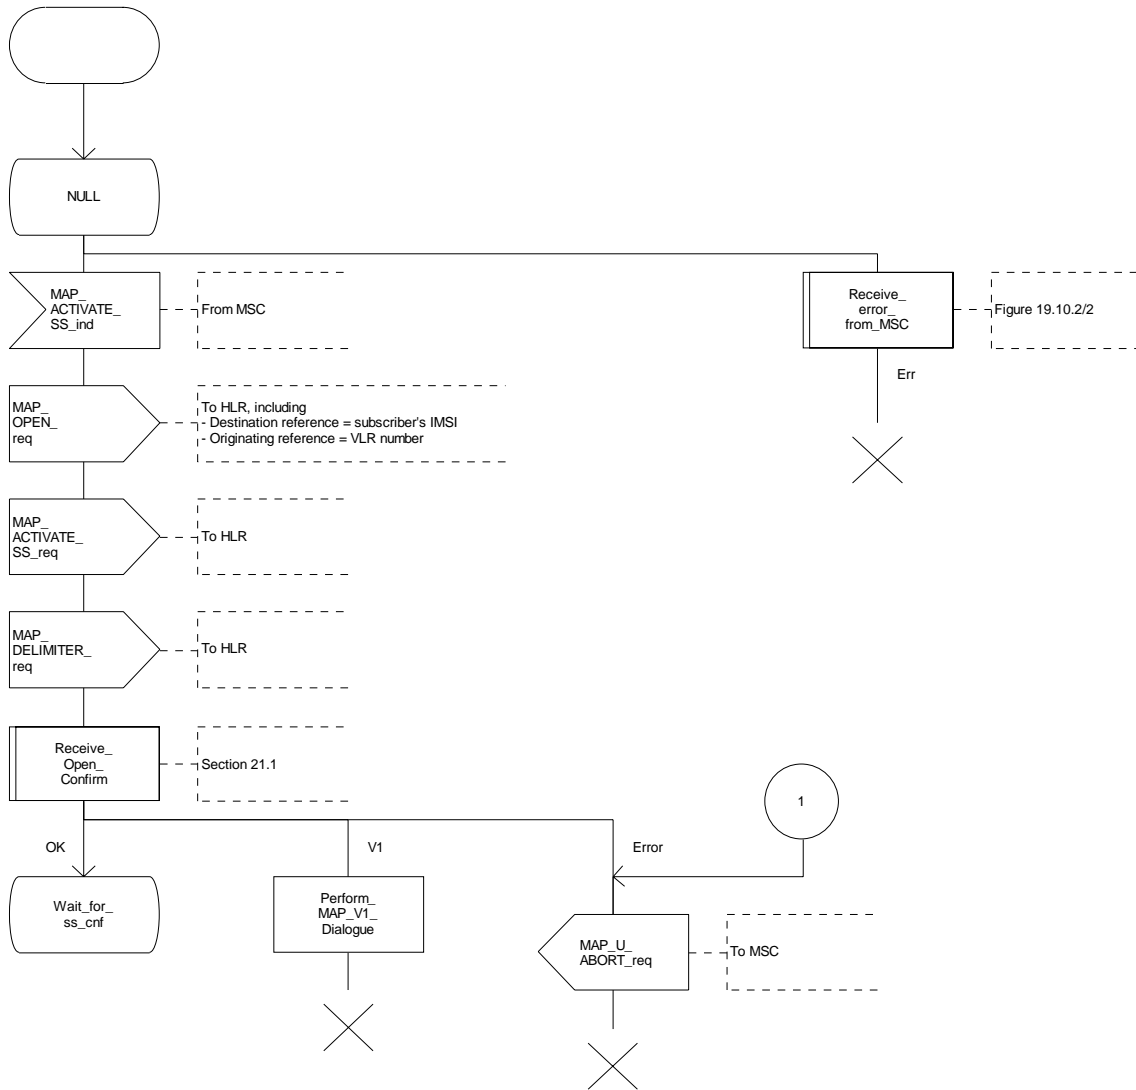 NULL
MAP_
ACTIVATE_
SS_ind
From MSC
Receive_
error_
from_MSC
Figure 19.10.2/2
Err
MAP_
OPEN_
req
To HLR, including
- Destination reference = subscriber's IMSI
- Originating reference = VLR number
MAP_
ACTIVATE_
SS_req
To HLR
MAP_
DELIMITER_
req
To HLR
Receive_
Open_
Confirm
Section 21.1
1
OK
V1
Error
Wait_for_
ss_cnf
Perform_
MAP_V1_
Dialogue
MAP_U_
ABORT_req
To MSC